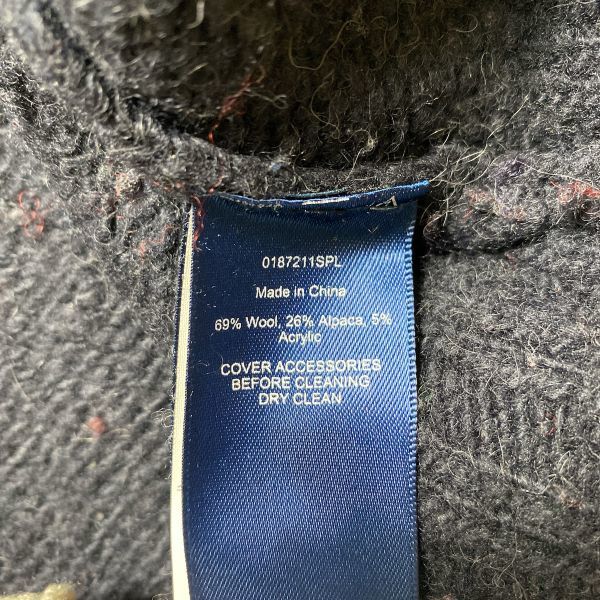 0187211SPL
Made in China
69% Wool, 26% Alpaca, 5%
Acrylic
COVER ACCESSORIES
BEFORE CLEANING
DRY CLEAN